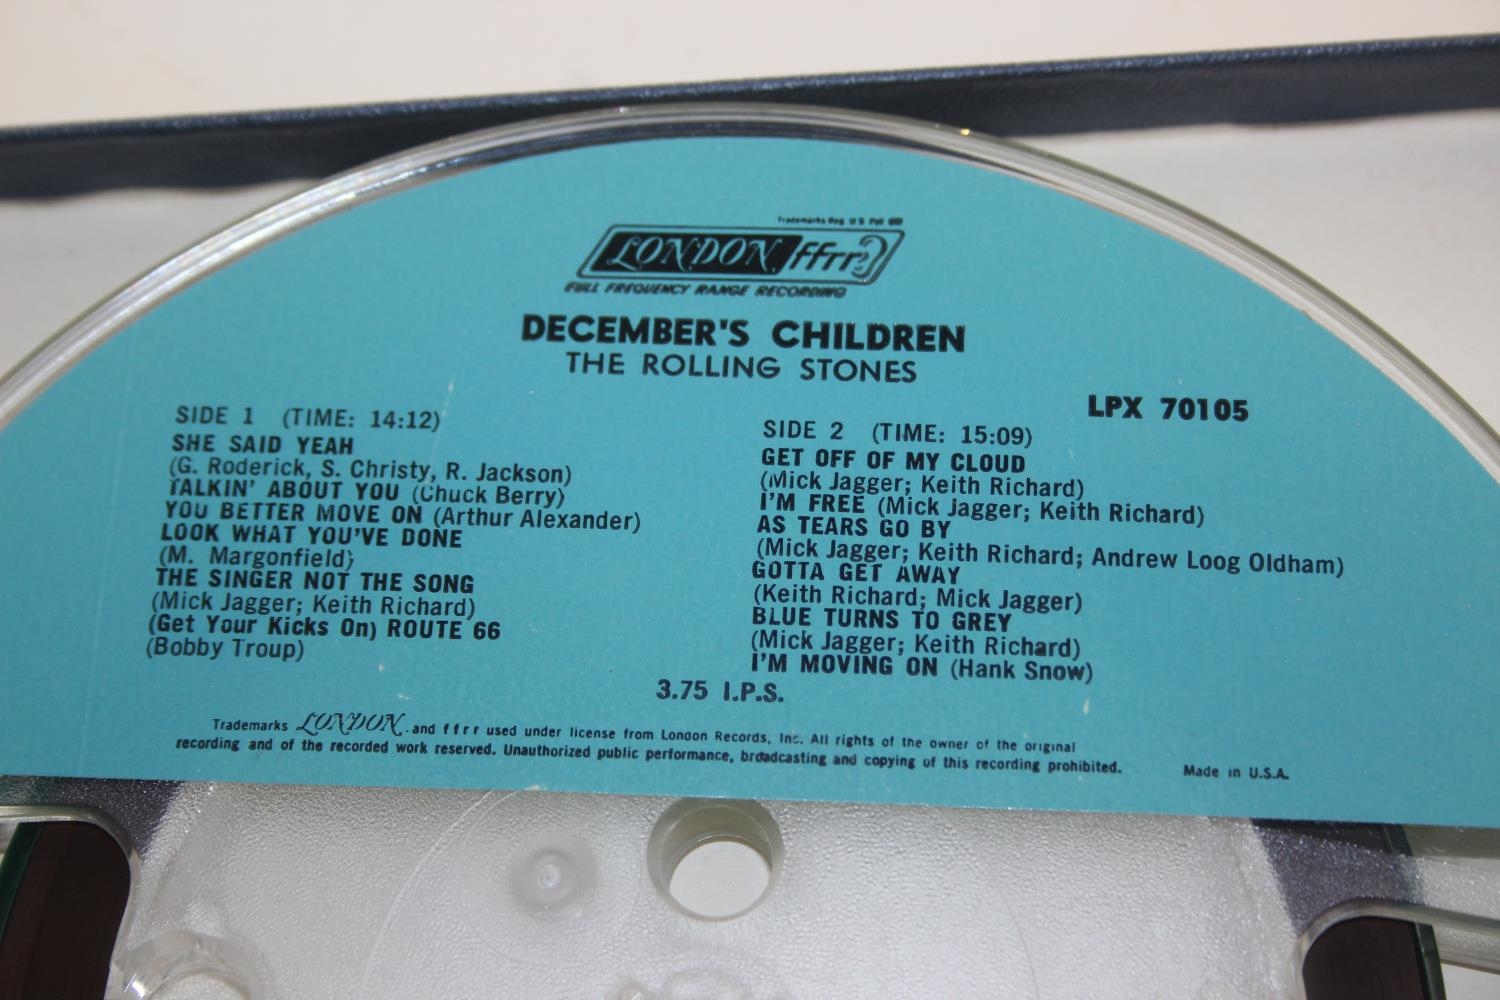 Trademarks Reg U S Pat Off
LONDON ffrr
FULL FREQUENCY RANGE RECORDING
DECEMBER'S CHILDREN
THE ROLLING STONES
LPX 70105
SIDE 1 (TIME: 14:12)
SHE SAID YEAH
(G. Roderick, S. Christy, R. Jackson)
TALKIN' ABOUT YOU (Chuck Berry)
YOU BETTER MOVE ON (Arthur Alexander)
LOOK WHAT YOU'VE DONE
(M. Margonfield)
THE SINGER NOT THE SONG
(Mick Jagger; Keith Richard)
(Get Your Kicks On) ROUTE 66
(Bobby Troup)
SIDE 2 (TIME: 15:09)
GET OFF OF MY CLOUD
(Mick Jagger; Keith Richard)
I'M FREE (Mick Jagger; Keith Richard)
AS TEARS GO BY
(Mick Jagger; Keith Richard; Andrew Loog Oldham)
GOTTA GET AWAY
(Keith Richard; Mick Jagger)
BLUE TURNS TO GREY
(Mick Jagger; Keith Richard)
I'M MOVING ON (Hank Snow)
3.75 I.P.S.
Trademarks LONDON and ffrr used under license from London Records, Inc. All rights of the owner of the original
recording and of the recorded work reserved. Unauthorized public performance, broadcasting and copying of this recording prohibited.
Made in U.S.A.